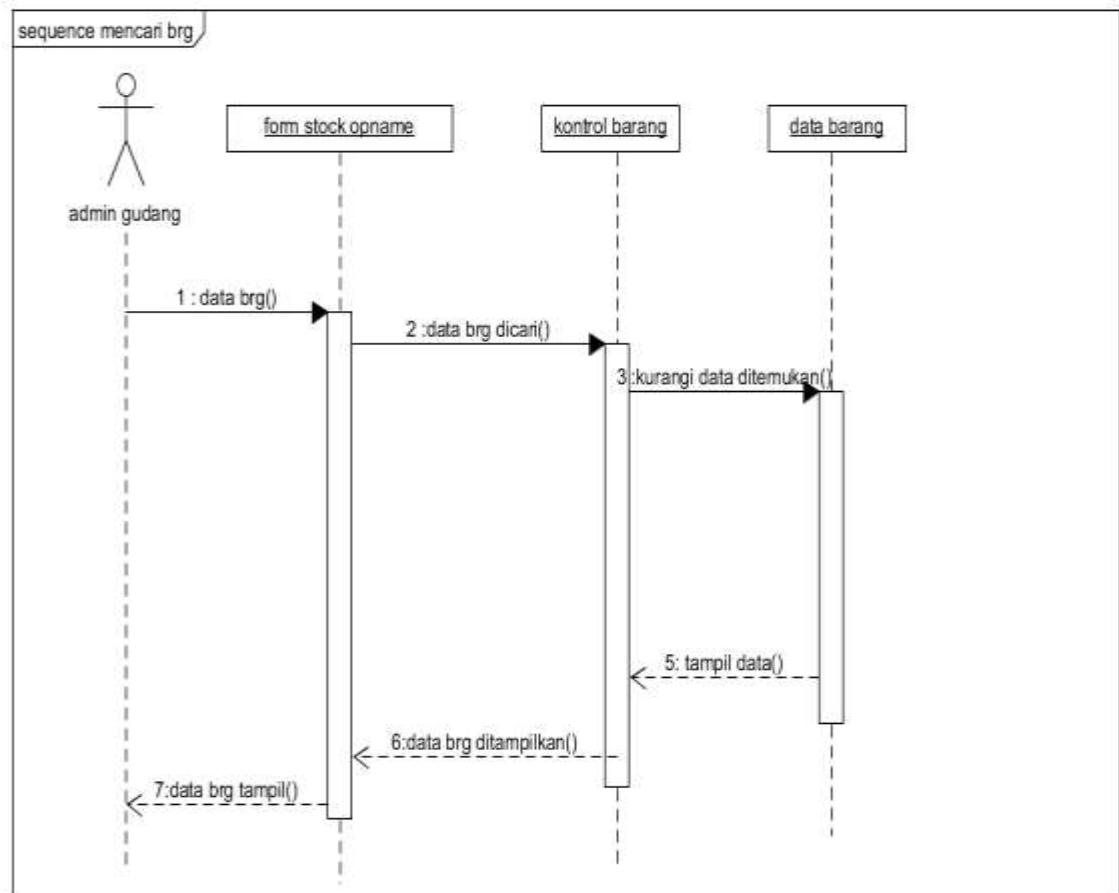 sequence mencari brg
form stock opname
kontrol barang
data barang
admin gudang
1 : data brg()
2 :data brg dicari()
3 :kurangi data ditemukan()
5: tampil data()
6:data brg ditampilkan()
7:data brg tampil()